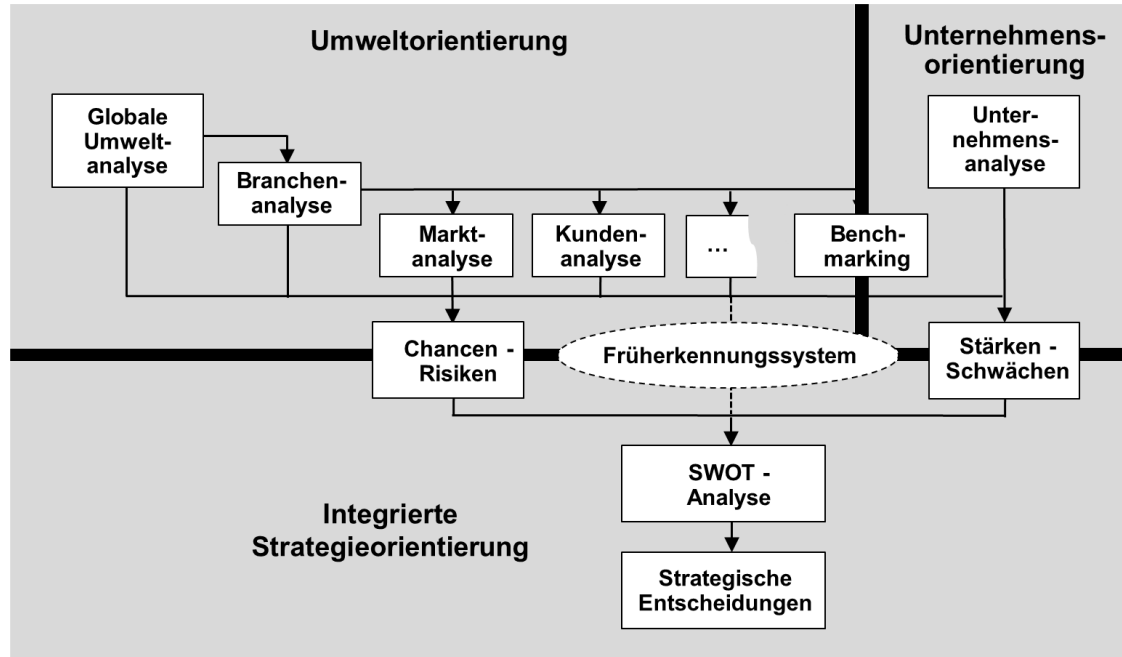 Umweltorientierung
Unternehmens-
orientierung
Globale
Umwelt-
analyse
Unter-
nehmens-
analyse
Branchen-
analyse
Markt-
analyse
Kunden-
analyse
...
Bench-
marking
Chancen -
Risiken
Früherkennungssystem
Stärken -
Schwächen
SWOT -
Analyse
Integrierte
Strategieorientierung
Strategische
Entscheidungen